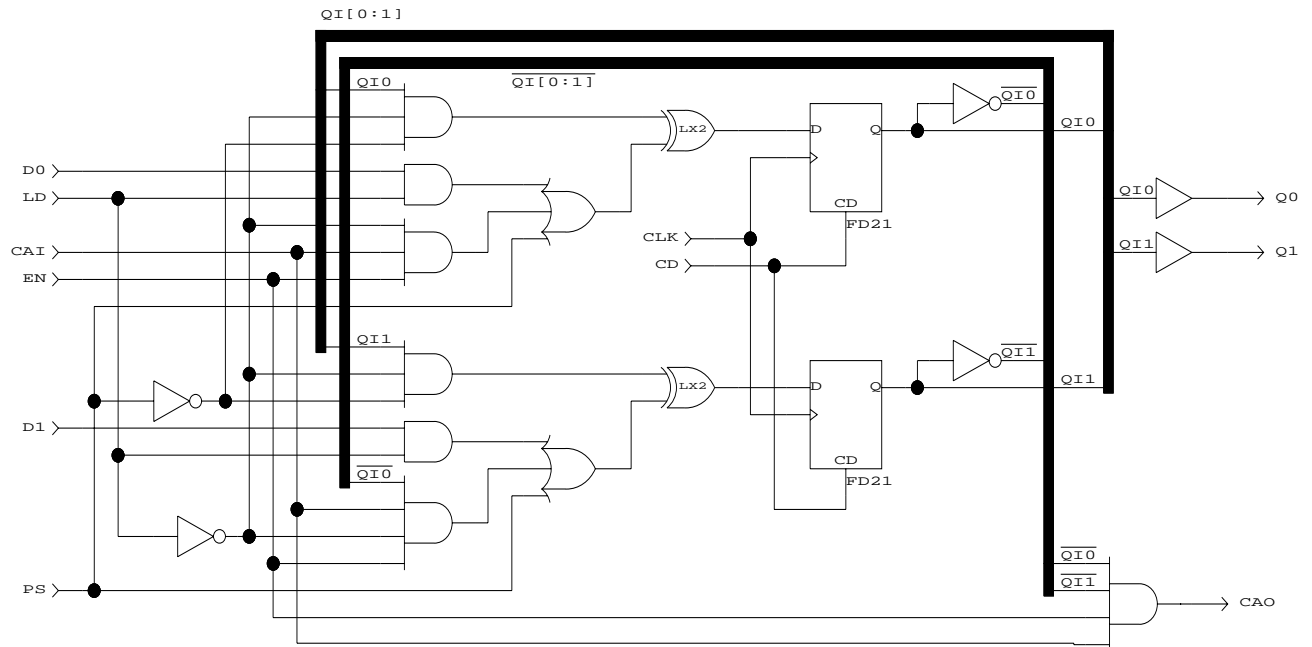 QI[0:1]
QI[0:1]
QI0
QI0
LX2
D
Q
QI0
D0
LD
CD
FD21
QI0
Q0
CAI
CLK
QI1
Q1
EN
CD
QI1
QI1
LX2
D
Q
QI1
D1
CD
FD21
QI0
QI0
PS
QI1
CAO